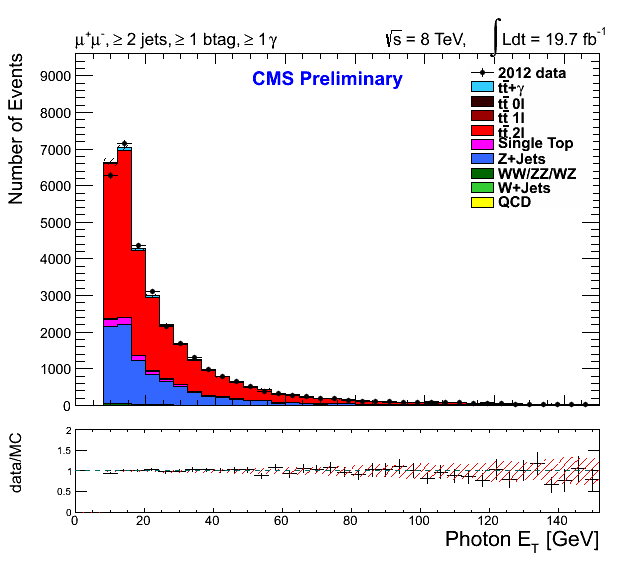 μ⁺μ⁻, ≥ 2 jets, ≥ 1 btag, ≥ 1 γ
√s = 8 TeV, ∫Ldt = 19.7 fb⁻¹
CMS Preliminary
2012 data
tt̄+γ
tt̄ 0l
tt̄ 1l
tt̄ 2l
Single Top
Z+Jets
WW/ZZ/WZ
W+Jets
QCD
Number of Events
9000
8000
7000
6000
5000
4000
3000
2000
1000
0
data/MC
2
1.5
1
0.5
0
0 20 40 60 80 100 120 140
Photon E_T [GeV]